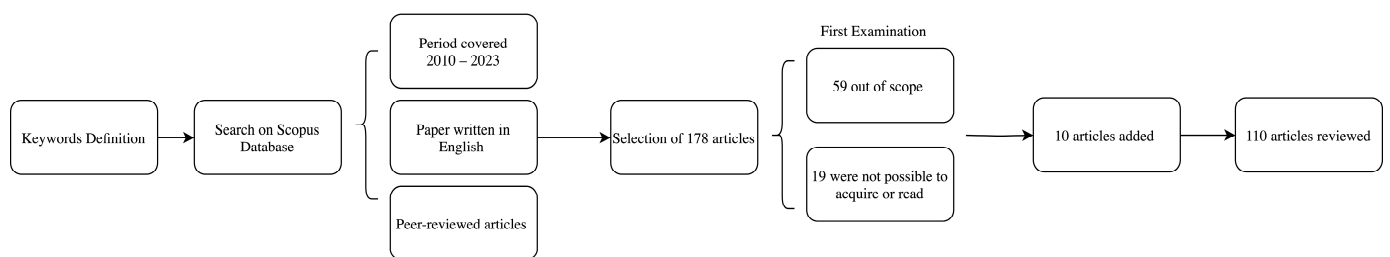 Keywords Definition
Search on Scopus
Database
Period covered
2010 – 2023
Paper written in
English
Peer-reviewed articles
Selection of 178 articles
First Examination
59 out of scope
19 were not possible to
acquire or read
10 articles added
110 articles reviewed